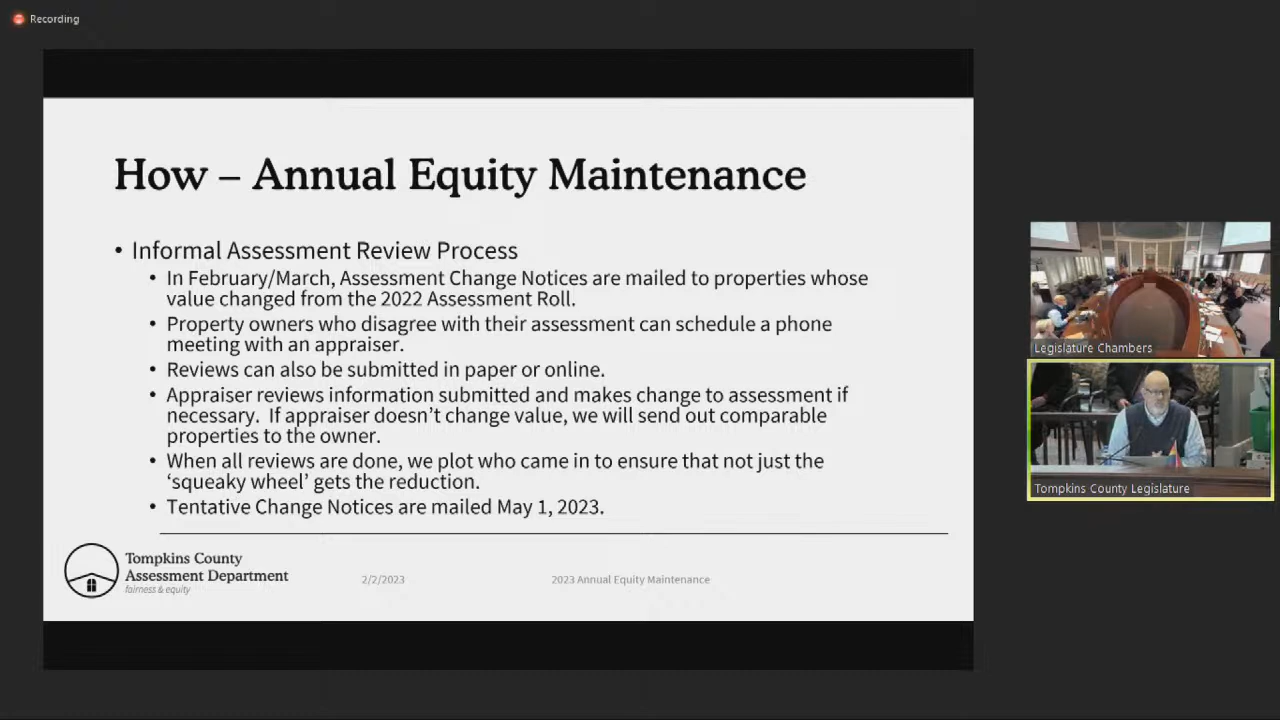 Recording
How – Annual Equity Maintenance
• Informal Assessment Review Process
• In February/March, Assessment Change Notices are mailed to properties whose
value changed from the 2022 Assessment Roll.
• Property owners who disagree with their assessment can schedule a phone
meeting with an appraiser.
• Reviews can also be submitted in paper or online.
• Appraiser reviews information submitted and makes change to assessment if
necessary.  If appraiser doesn’t change value, we will send out comparable
properties to the owner.
• When all reviews are done, we plot who came in to ensure that not just the
‘squeaky wheel’ gets the reduction.
• Tentative Change Notices are mailed May 1, 2023.
Tompkins County
Assessment Department
fairness & equity
2/2/2023
2023 Annual Equity Maintenance
Legislature Chambers
Tompkins County Legislature